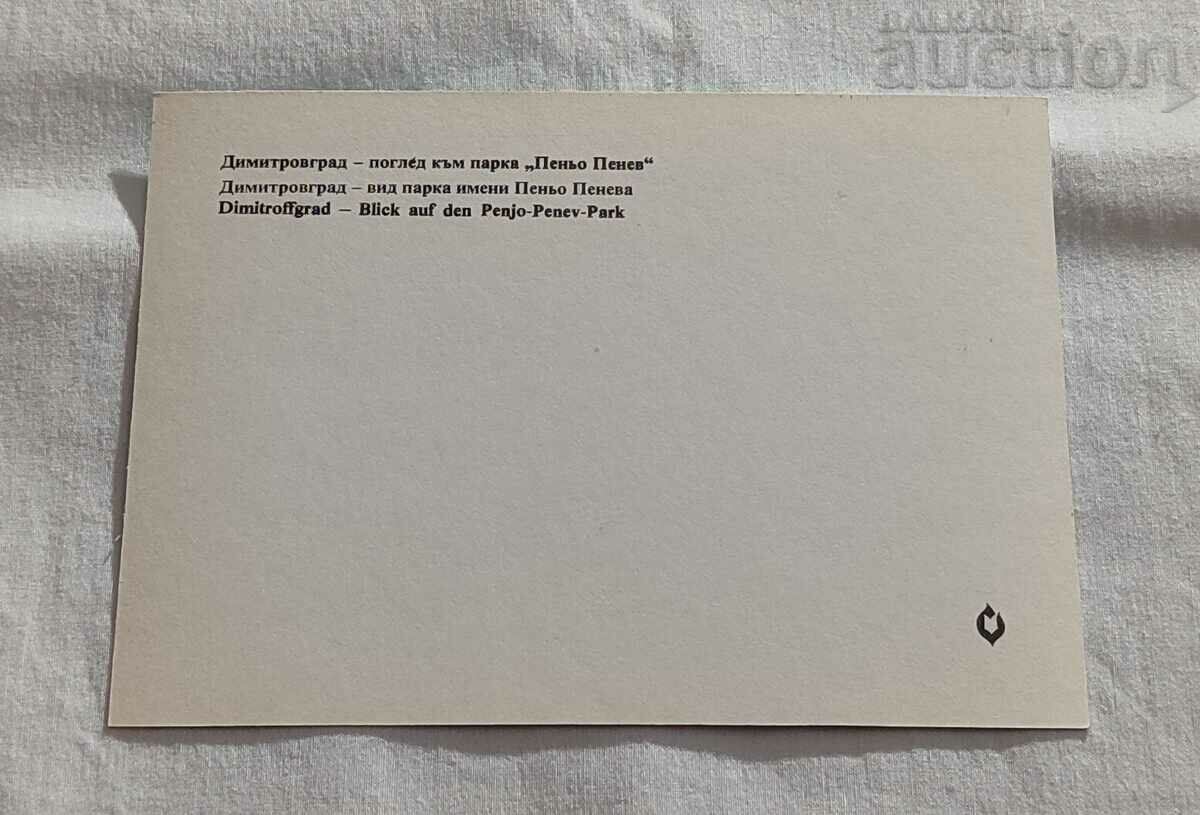 auction
Димитровград – поглед към парка „Пеньо Пенев“
Димитровград – вид парка имени Пеньо Пенева
Dimitroffgrad – Blick auf den Penjo-Penev-Park